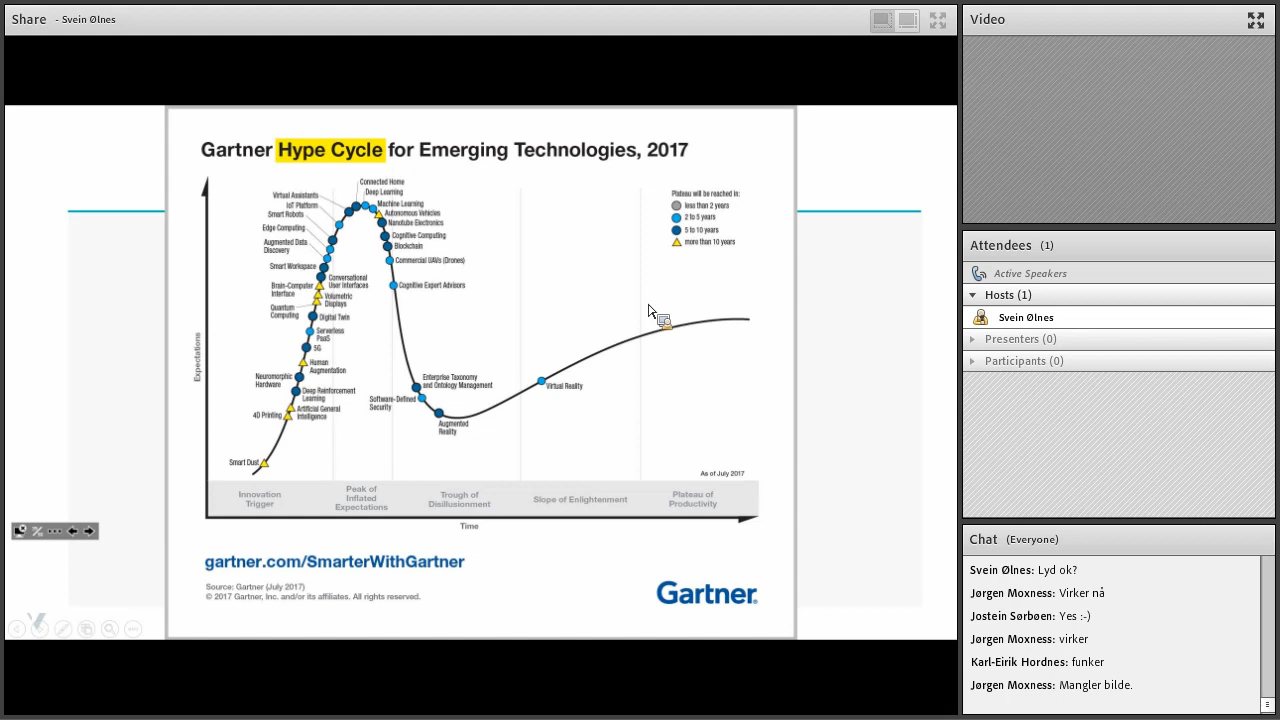 Share - Svein Ølnes
Gartner Hype Cycle for Emerging Technologies, 2017
Connected Home
Deep Learning
Virtual Assistants
Machine Learning
IoT Platform
Autonomous Vehicles
Smart Robots
Nanotube Electronics
Edge Computing
Cognitive Computing
Augmented Data
Discovery
Blockchain
Commercial UAVs (Drones)
Smart Workspace
Conversational
User Interfaces
Brain-Computer
Interface
Cognitive Expert Advisors
Volumetric
Displays
Quantum
Computing
Digital Twin
Serverless
PaaS
5G
Human
Augmentation
Neuromorphic
Hardware
Deep Reinforcement
Learning
Artificial General
Intelligence
4D Printing
Smart Dust
Enterprise Taxonomy
and Ontology Management
Software-Defined
Security
Augmented
Reality
Virtual Reality
Plateau will be reached in:
less than 2 years
2 to 5 years
5 to 10 years
more than 10 years
Expectations
As of July 2017
Innovation
Trigger
Peak of
Inflated
Expectations
Trough of
Disillusionment
Slope of Enlightenment
Plateau of
Productivity
Time
gartner.com/SmarterWithGartner
Source: Gartner (July 2017)
© 2017 Gartner, Inc. and/or its affiliates. All rights reserved.
Gartner.
Video
Attendees (1)
Active Speakers
Hosts (1)
Svein Ølnes
Presenters (0)
Participants (0)
Chat (Everyone)
Svein Ølnes: Lyd ok?
Jørgen Moxness: Virker nå
Jostein Sørbøen: Yes :-)
Jørgen Moxness: virker
Karl-Eirik Hordnes: funker
Jørgen Moxness: Mangler bilde.